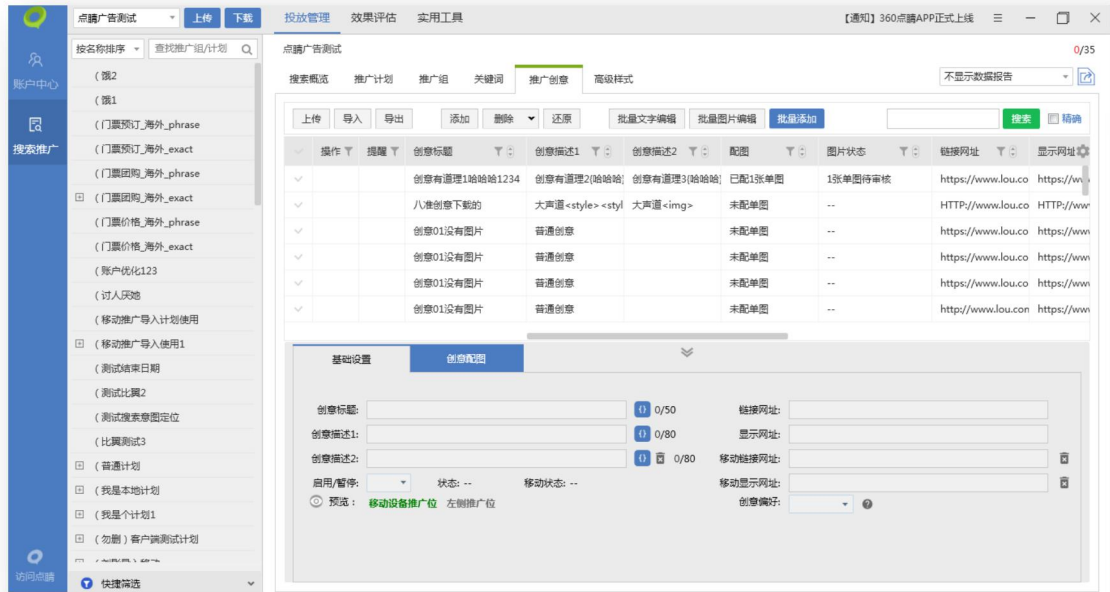 点睛广告测试 上传 下载 投放管理 效果评估 实用工具 【通知】360点睛APP正式上线
按名称排序 查找推广组/计划 点睛广告测试 0/35
账户中心
搜索推广
(饿2
(饿1
(门票预订_海外_phrase
(门票预订_海外_exact
(门票团购_海外_phrase
(门票团购_海外_exact
(门票价格_海外_phrase
(门票价格_海外_exact
(账户优化123
(讨人厌她
(移动推广导入计划使用
(移动推广导入使用1
(测试结束日期
(测试比翼2
(测试搜索意图定位
(比翼测试3
(普通计划
(我是本地计划
(我是个计划1
(勿删)客户端测试计划
快捷筛选
访问点睛
搜索概览 推广计划 推广组 关键词 推广创意 高级样式 不显示数据报告
上传 导入 导出 添加 删除 还原 批量文字编辑 批量图片编辑 批量添加 搜索 精确
操作 提醒 创意标题 创意描述1 创意描述2 配图 图片状态 链接网址 显示网址
创意有道理1哈哈哈1234 创意有道理2{哈哈哈} 创意有道理3{哈哈哈} 已配1张单图 1张单图待审核 https://www.lou.co https://ww
八准创意下载的 大声道<style><styl 大声道<img> 未配单图 -- HTTP://www.lou.co HTTP://ww
创意01没有图片 普通创意 未配单图 -- https://www.lou.co https://ww
创意01没有图片 普通创意 未配单图 -- https://www.lou.co https://ww
创意01没有图片 普通创意 未配单图 -- https://www.lou.co https://ww
创意01没有图片 普通创意 未配单图 -- http://www.lou.con https://ww
基础设置 创意配图
创意标题: {} 0/50 链接网址:
创意描述1: {} 0/80 显示网址:
创意描述2: {} 0/80 移动链接网址:
启用/暂停: 状态: -- 移动状态: -- 移动显示网址:
预览: 移动设备推广位 左侧推广位 创意偏好: